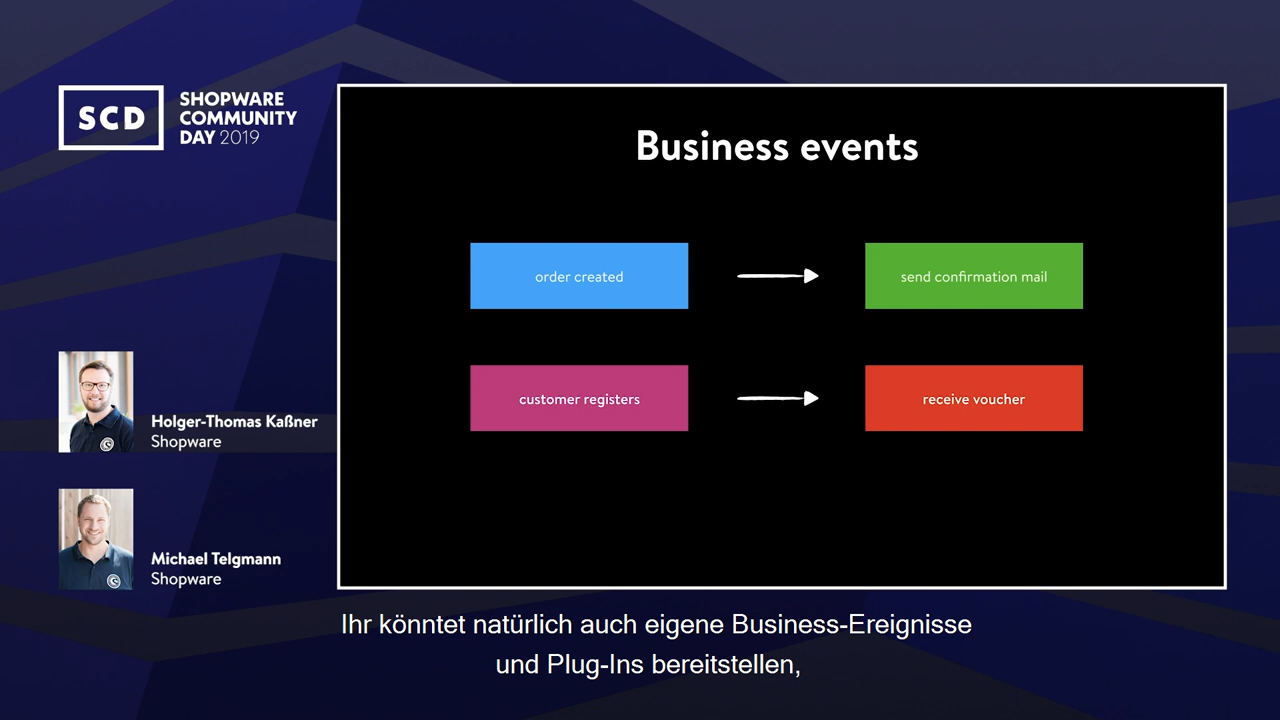 SCD
SHOPWARE
COMMUNITY
DAY 2019
Business events
order created
send confirmation mail
customer registers
receive voucher
Holger-Thomas Kaßner
Shopware
Michael Telgmann
Shopware
Ihr könntet natürlich auch eigene Business-Ereignisse
und Plug-Ins bereitstellen,